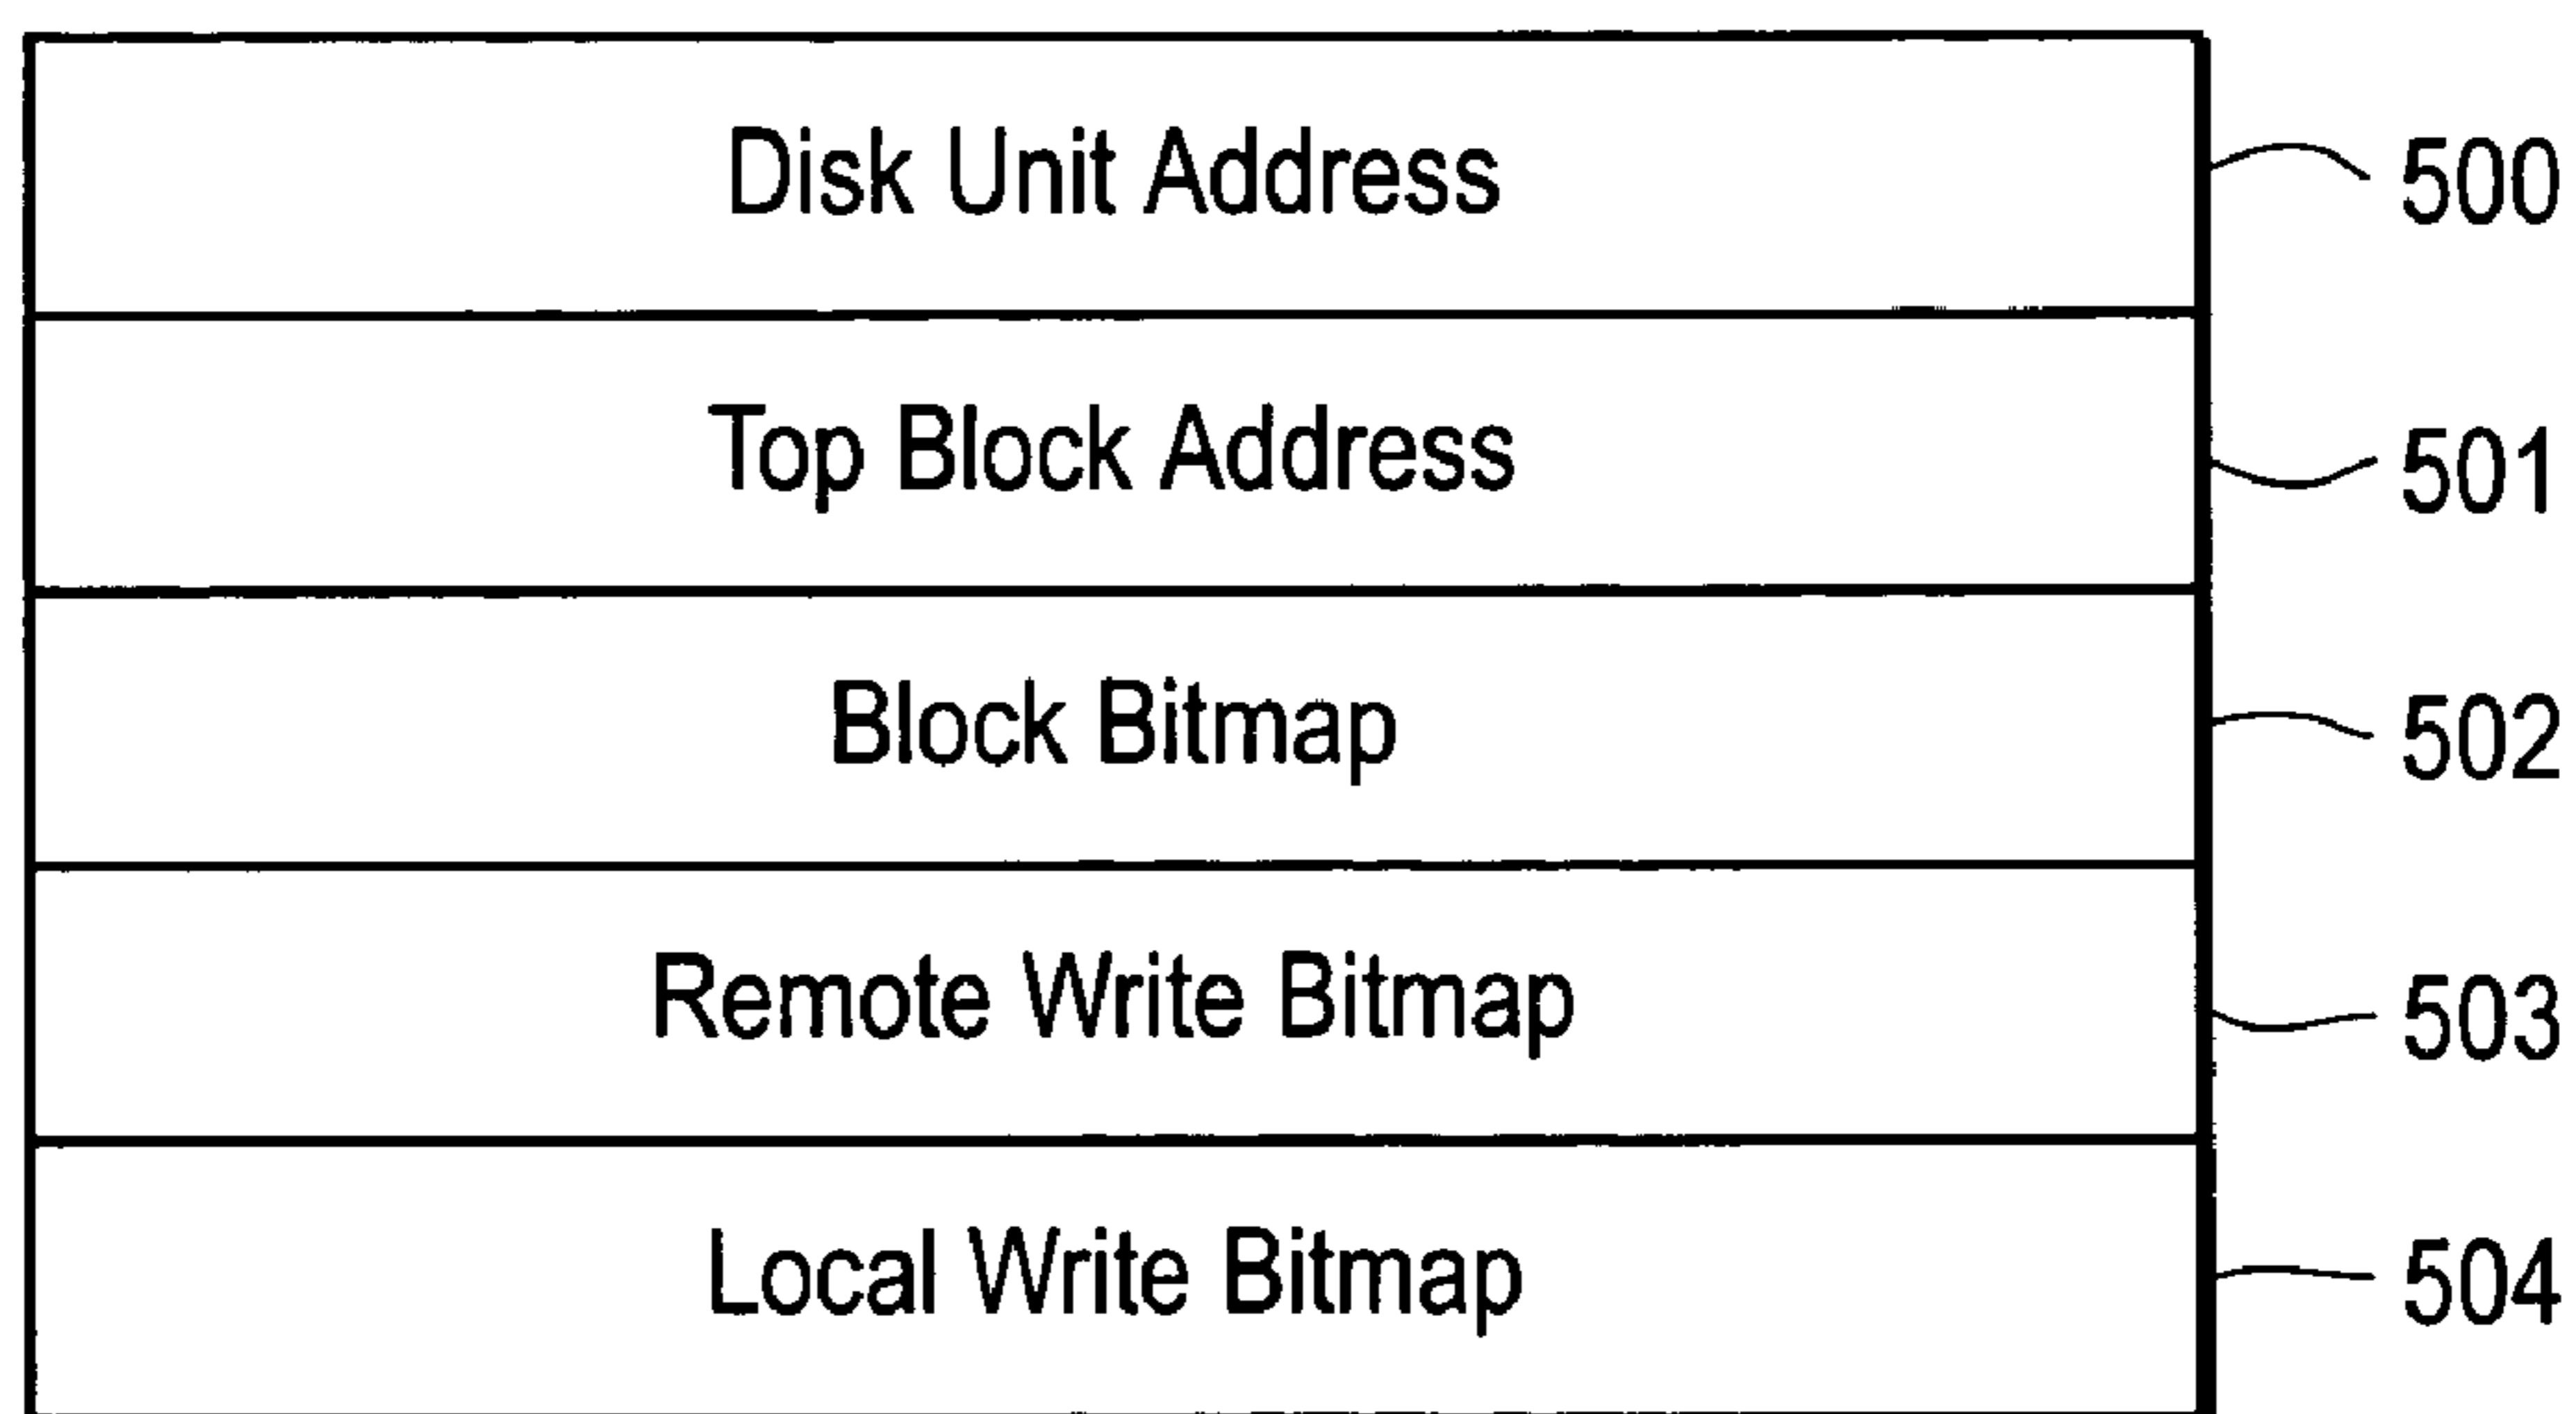 Disk Unit Address 500
Top Block Address 501
Block Bitmap 502
Remote Write Bitmap 503
Local Write Bitmap 504